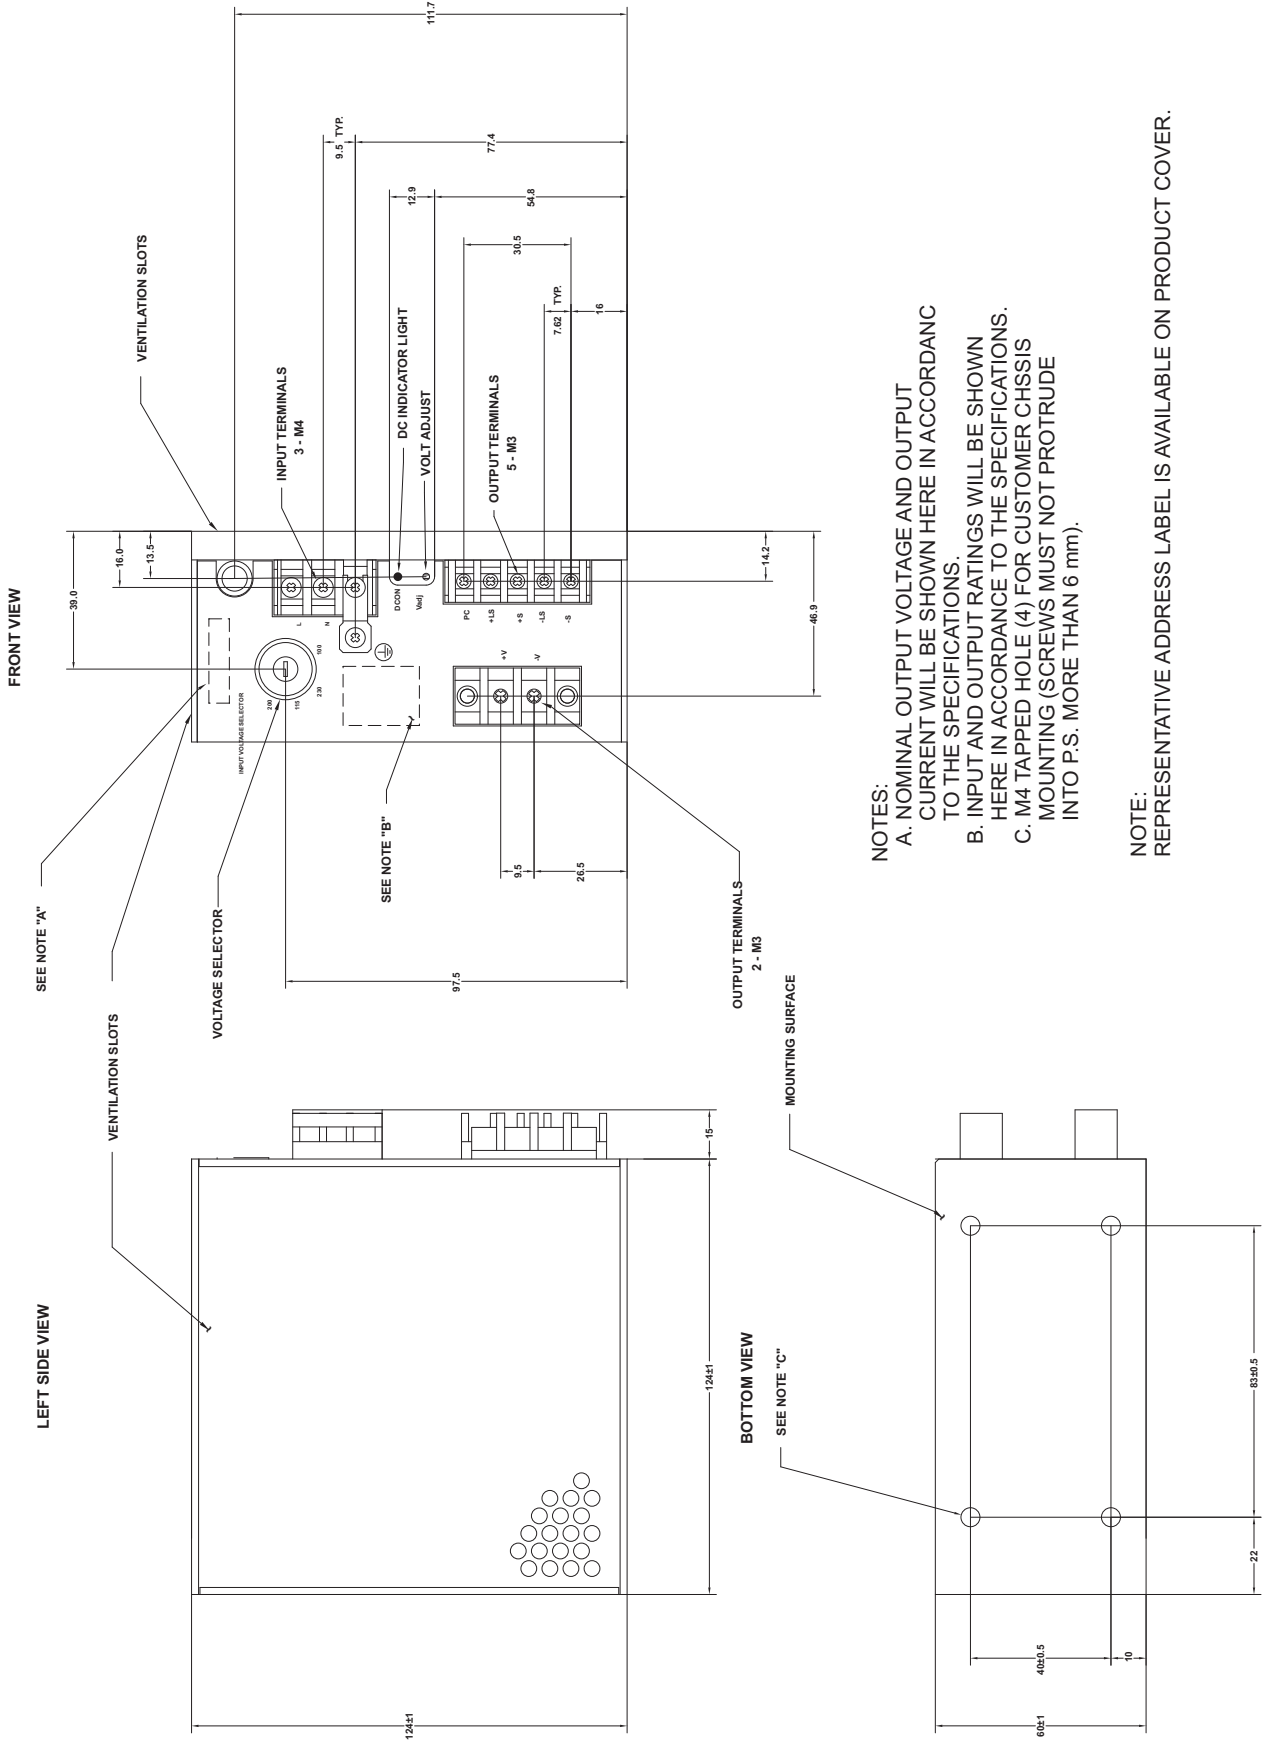 LEFT SIDE VIEW
FRONT VIEW
VENTILATION SLOTS
SEE NOTE "A"
VENTILATION SLOTS
39.0
16.0
13.5
111.7
INPUT VOLTAGE SELECTOR
200
115
230
100
L
N
INPUT TERMINALS
3 - M4
9.5 TYP.
VOLTAGE SELECTOR
SEE NOTE "B"
DCON
Vadj
DC INDICATOR LIGHT
VOLT ADJUST
12.9
77.4
54.8
+V
-V
PC
+LS
+S
-LS
-S
OUTPUT TERMINALS
5 - M3
30.5
7.62 TYP.
16
124±1
97.5
9.5
26.5
124±1
15
OUTPUT TERMINALS
2 - M3
46.9
14.2
BOTTOM VIEW
SEE NOTE "C"
MOUNTING SURFACE
60±1
40±0.5
10
22
83±0.5
NOTES:
A. NOMINAL OUTPUT VOLTAGE AND OUTPUT
CURRENT WILL BE SHOWN HERE IN ACCORDANC
TO THE SPECIFICATIONS.
B. INPUT AND OUTPUT RATINGS WILL BE SHOWN
HERE IN ACCORDANCE TO THE SPECIFICATIONS.
C. M4 TAPPED HOLE (4) FOR CUSTOMER CHSSIS
MOUNTING (SCREWS MUST NOT PROTRUDE
INTO P.S. MORE THAN 6 mm).
NOTE:
REPRESENTATIVE ADDRESS LABEL IS AVAILABLE ON PRODUCT COVER.